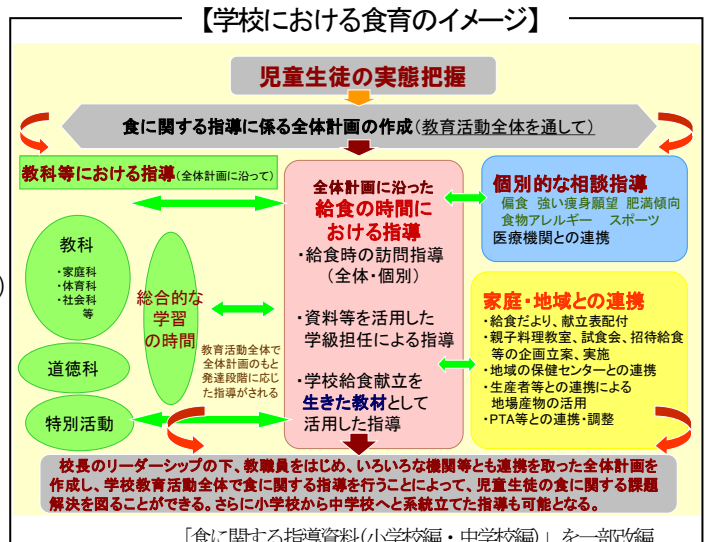 【学校における食育のイメージ】
児童生徒の実態把握
食に関する指導に係る全体計画の作成(教育活動全体を通して)
教科等における指導(全体計画に沿って)
教科
・家庭科
・体育科
・社会科
等
道徳科
特別活動
総合的な
学習
の時間
教育活動全体で
全体計画のもと
発達段階に応じ
た指導がされる
全体計画に沿った
給食の時間に
おける指導
・給食時の訪問指導
(全体・個別)
・資料等を活用した
学級担任による指導
・学校給食献立を
生きた教材として
活用した指導
個別的な相談指導
偏食 強い痩身願望 肥満傾向
食物アレルギー スポーツ
医療機関との連携
家庭・地域との連携
・給食だより、献立表配付
・親子料理教室、試食会、招待給食
等の企画立案、実施
・地域の保健センターとの連携
・生産者等との連携による
地場産物の活用
・PTA等との連携・調整
校長のリーダーシップの下、教職員をはじめ、いろいろな機関等とも連携を取った全体計画を
作成し、学校教育活動全体で食に関する指導を行うことによって、児童生徒の食に関する課題
解決を図ることができる。さらに小学校から中学校へと系統立てた指導も可能となる。
「食に関する指導資料(小学校編・中学校編)」を一部改編
)